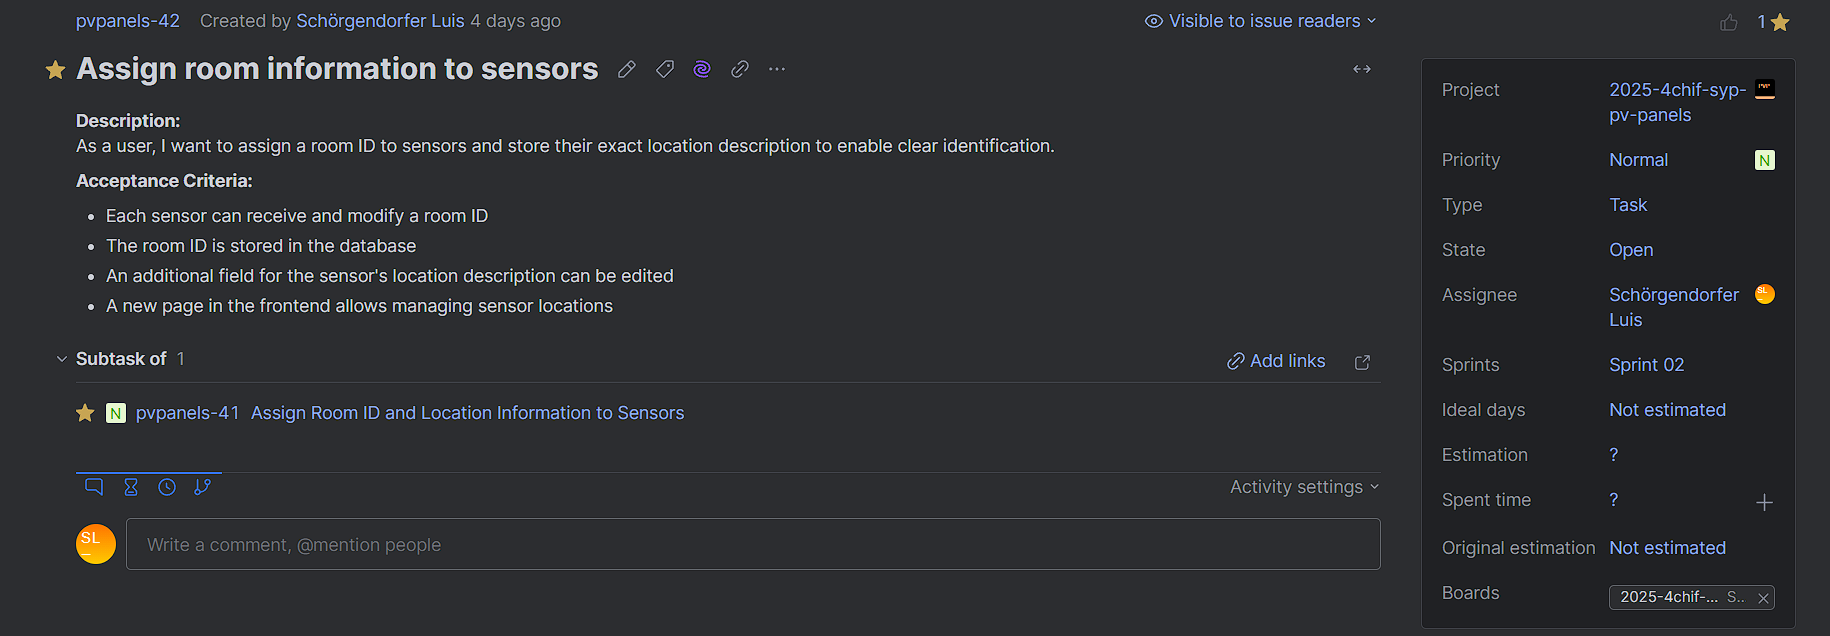 pvpanels-42 Created by Schörgendorfer Luis 4 days ago
Visible to issue readers
1
Assign room information to sensors
Description:
As a user, I want to assign a room ID to sensors and store their exact location description to enable clear identification.
Acceptance Criteria:
• Each sensor can receive and modify a room ID
• The room ID is stored in the database
• An additional field for the sensor's location description can be edited
• A new page in the frontend allows managing sensor locations
Subtask of 1
Add links
N pvpanels-41 Assign Room ID and Location Information to Sensors
Activity settings
SL
Write a comment, @mention people
Project 2025-4chif-syp-
pv-panels
Priority Normal N
Type Task
State Open
Assignee Schörgendorfer SL
Luis
Sprints Sprint 02
Ideal days Not estimated
Estimation ?
Spent time ?
Original estimation Not estimated
Boards 2025-4chif-... S..